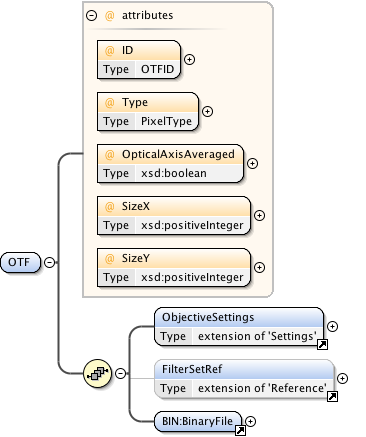 @ attributes
@ ID
Type OTFID
@ Type
Type PixelType
@ OpticalAxisAveraged
Type xsd:boolean
@ SizeX
Type xsd:positiveInteger
@ SizeY
Type xsd:positiveInteger
OTF
ObjectiveSettings
Type extension of 'Settings'
FilterSetRef
Type extension of 'Reference'
BIN:BinaryFile